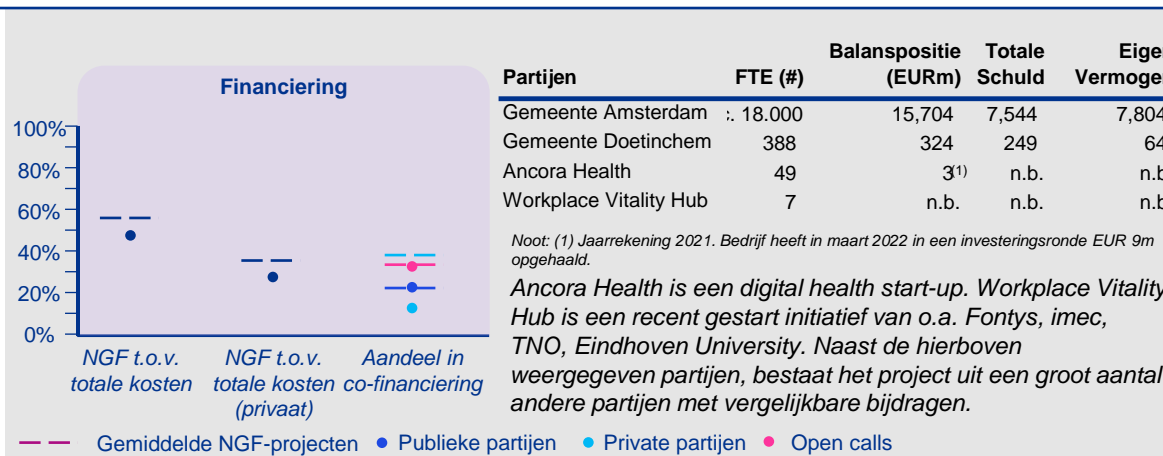 Financiering
100%
80%
60%
40%
20%
0%
NGF t.o.v.
totale kosten
NGF t.o.v.
totale kosten
(privaat)
Aandeel in
co-financiering
Gemiddelde NGF-projecten
Publieke partijen
Private partijen
Open calls
Partijen FTE (#) Balanspositie (EURm) Totale Schuld
Gemeente Amsterdam 18.000 15,704 7,544 7,804
Gemeente Doetinchem 388 324 249 64
Ancora Health 49 3(1) n.b. n.b.
Workplace Vitality Hub 7 n.b. n.b. n.b.
Noot: (1) Jaarrekening 2021. Bedrijf heeft in maart 2022 in een investeringsronde EUR 9m
opgehaald.
Ancora Health is een digital health start-up. Workplace Vitality
Hub is een recent gestart initiatief van o.a. Fontys, imec,
TNO, Eindhoven University. Naast de hierboven
weergegeven partijen, bestaat het project uit een groot aantal
andere partijen met vergelijkbare bijdragen.